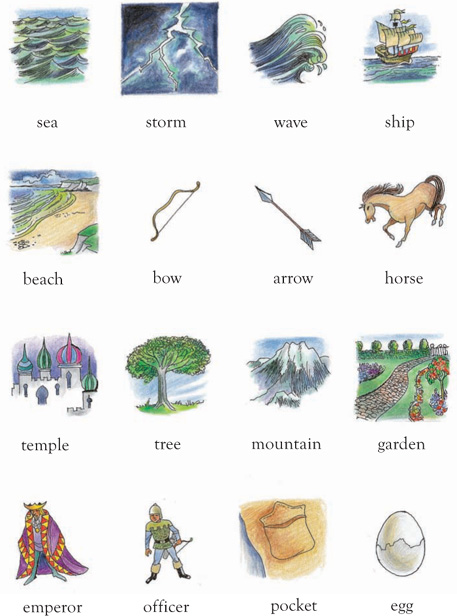 sea storm wave ship
beach bow arrow horse
temple tree mountain garden
emperor officer pocket egg